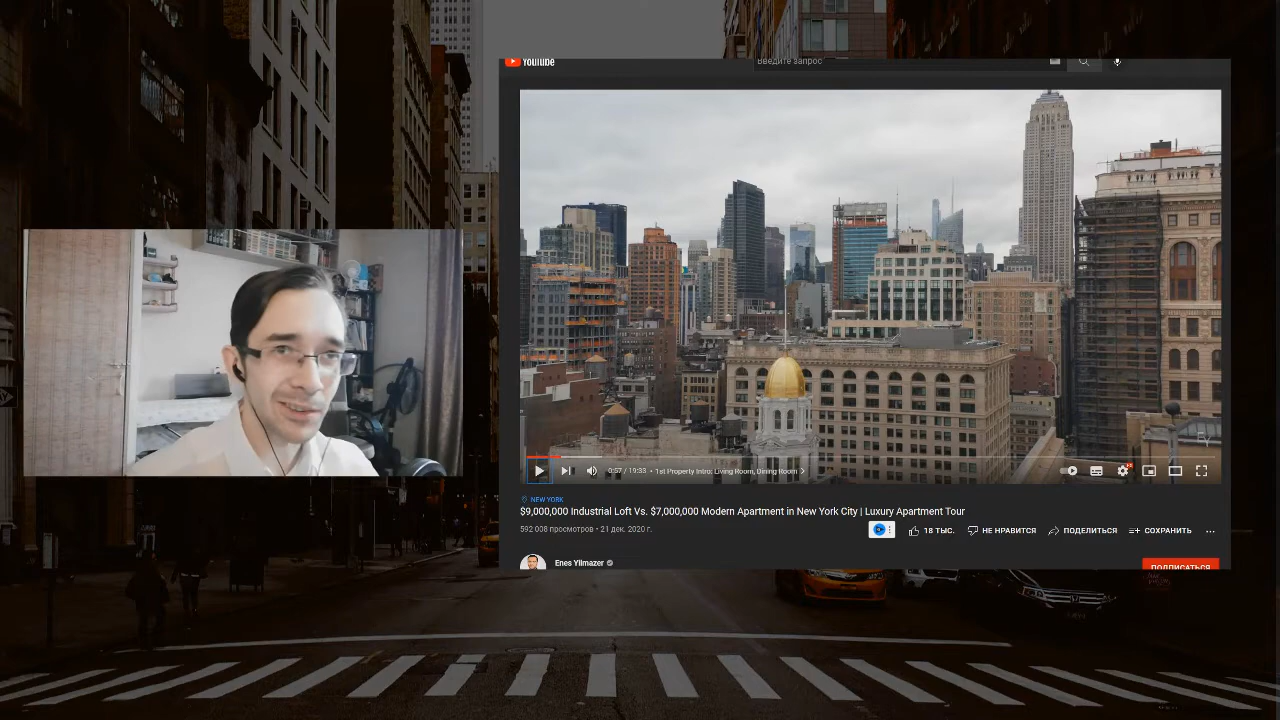 YouTube
Введите запрос
0:57 / 19:33 • 1st Property Intro: Living Room, Dining Room
NEW YORK
$9,000,000 Industrial Loft Vs. $7,000,000 Modern Apartment in New York City | Luxury Apartment Tour
592 008 просмотров • 21 дек. 2020 г.
18 ТЫС.
НЕ НРАВИТСЯ
ПОДЕЛИТЬСЯ
СОХРАНИТЬ
Enes Yilmazer
ПОДПИСАТЬСЯ